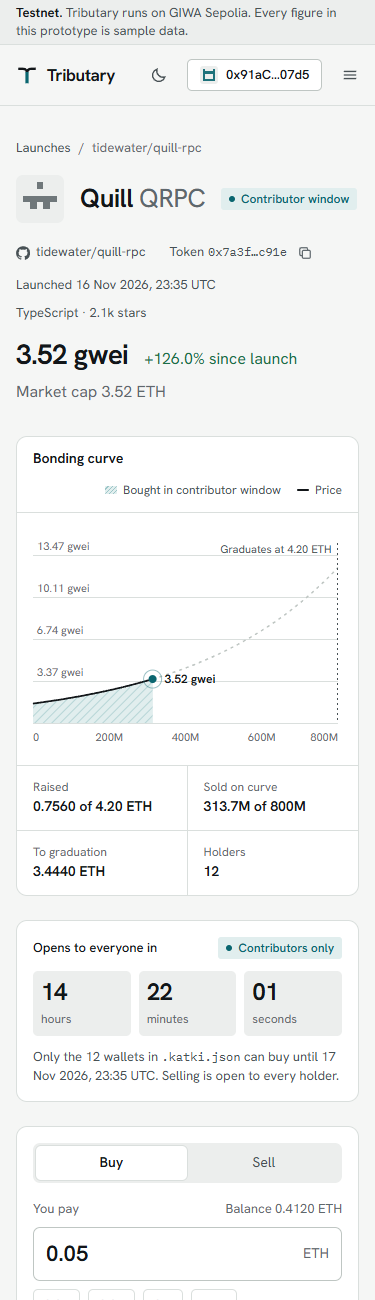 Testnet. Tributary runs on GIWA Sepolia. Every figure in
this prototype is sample data.
Tributary
0x91aC…07d5
Launches / tidewater/quill-rpc
Quill QRPC
Contributor window
tidewater/quill-rpc
Token 0x7a3f…c91e
Launched 16 Nov 2026, 23:35 UTC
TypeScript · 2.1k stars
3.52 gwei +126.0% since launch
Market cap 3.52 ETH
Bonding curve
Bought in contributor window
Price
13.47 gwei
Graduates at 4.20 ETH
10.11 gwei
6.74 gwei
3.37 gwei
3.52 gwei
0 200M 400M 600M 800M
Raised
0.7560 of 4.20 ETH
Sold on curve
313.7M of 800M
To graduation
3.4440 ETH
Holders
12
Opens to everyone in
Contributors only
14
hours
22
minutes
01
seconds
Only the 12 wallets in .katki.json can buy until 17
Nov 2026, 23:35 UTC. Selling is open to every holder.
Buy
Sell
You pay
Balance 0.4120 ETH
0.05
ETH